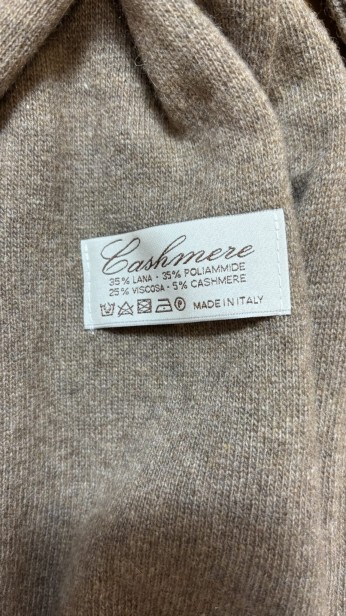 Cashmere
35% LANA - 35% POLIAMMIDE
25% VISCOSA - 5% CASHMERE
P MADE IN ITALY